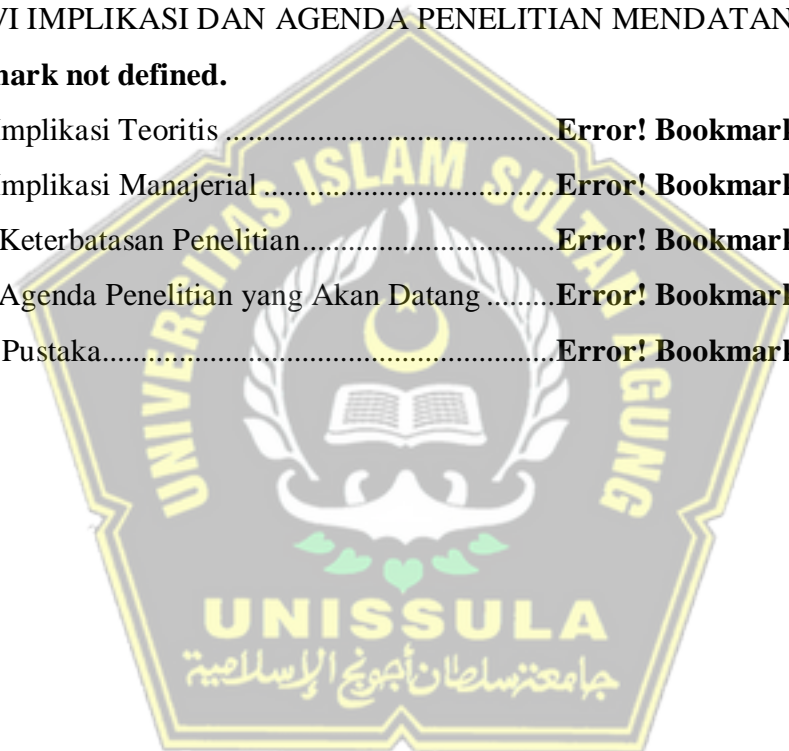 VI IMPLIKASI DAN AGENDA PENELITIAN MENDATAN
mark not defined.
Implikasi Teoritis ........................................Error! Bookmark
Implikasi Manajerial ...................................Error! Bookmark
Keterbatasan Penelitian...............................Error! Bookmark
Agenda Penelitian yang Akan Datang .........Error! Bookmark
Pustaka.......................................................Error! Bookmark
UNIVERSITAS ISLAM SULTAN AGUNG
UNISSULA
جامعة سلطان أجونج الإسلامية